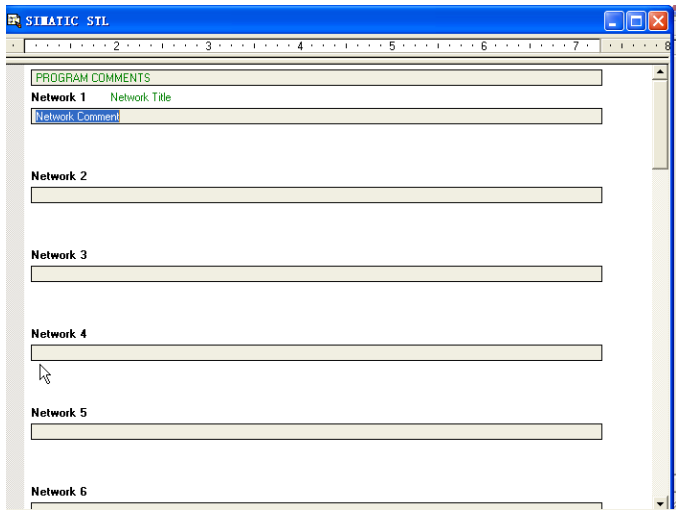 SIMATIC STL
2 3 4 5 6 7 8
PROGRAM COMMENTS
Network 1 Network Title
Network Comment
Network 2
Network 3
Network 4
Network 5
Network 6